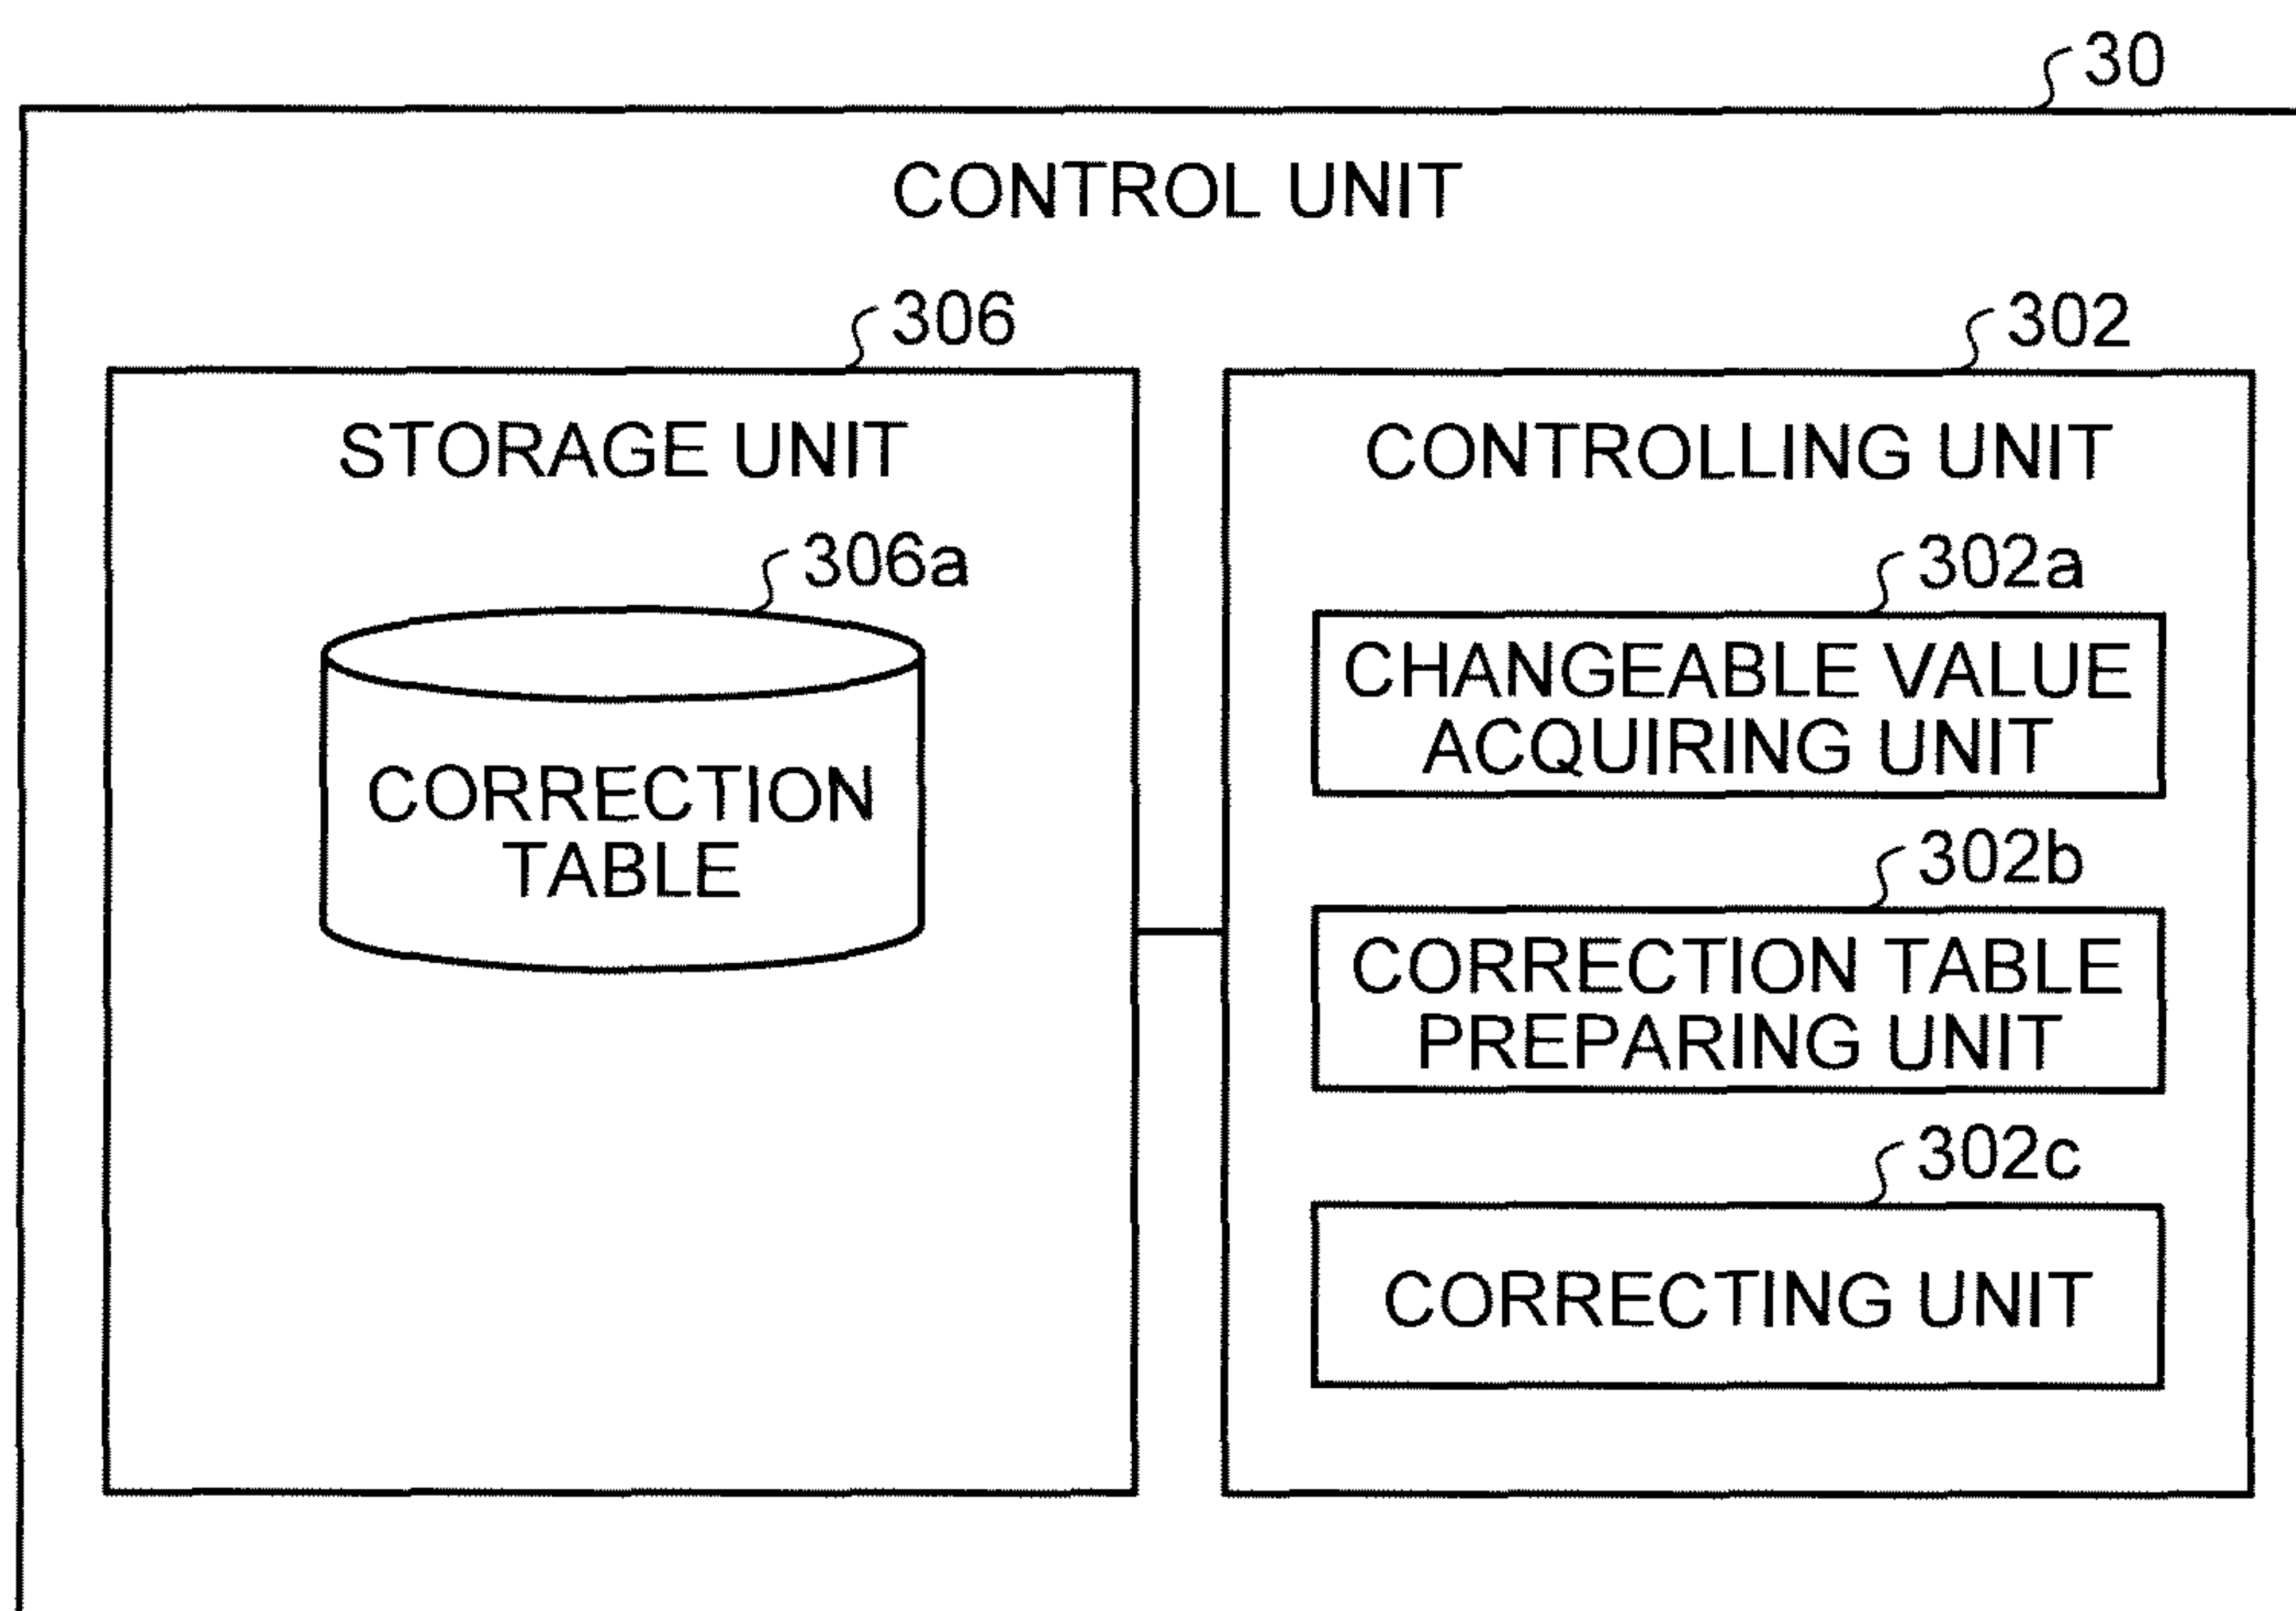 30
CONTROL UNIT
306
STORAGE UNIT
306a
CORRECTION
TABLE
302
CONTROLLING UNIT
302a
CHANGEABLE VALUE
ACQUIRING UNIT
302b
CORRECTION TABLE
PREPARING UNIT
302c
CORRECTING UNIT